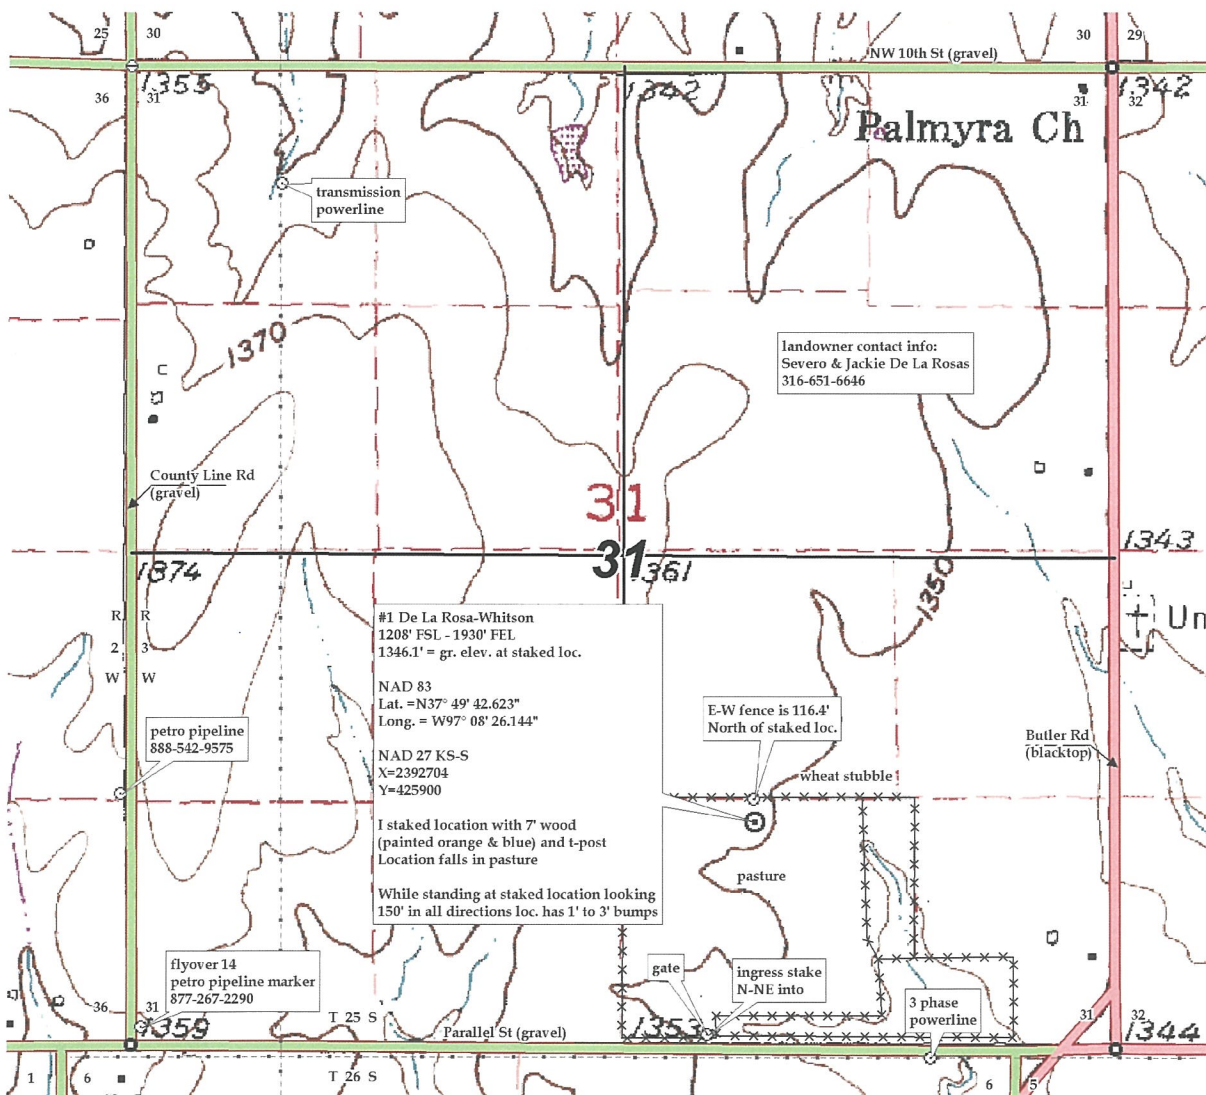 25
30
30
29
NW 10th St (gravel)
36
31
1355
1342
31
32
1342
Palmyra Ch
transmission
powerline
1370
landowner contact info:
Severo & Jackie De La Rosas
316-651-6646
County Line Rd
(gravel)
31
31
1374
1361
1343
1350
R
R
2
3
W
W
Un
#1 De La Rosa-Whitson
1208' FSL - 1930' FEL
1346.1' = gr. elev. at staked loc.
NAD 83
Lat. =N37° 49' 42.623"
Long. = W97° 08' 26.144"
NAD 27 KS-S
X=2392704
Y=425900
I staked location with 7' wood
(painted orange & blue) and t-post
Location falls in pasture
While standing at staked location looking
150' in all directions loc. has 1' to 3' bumps
E-W fence is 116.4'
North of staked loc.
petro pipeline
888-542-9575
Butler Rd
(blacktop)
wheat stubble
pasture
flyover 14
petro pipeline marker
877-267-2290
gate
ingress stake
N-NE into
3 phase
powerline
36
31
1359
T 25 S
Parallel St (gravel)
1353
31
32
1344
1
6
T 26 S
6
5